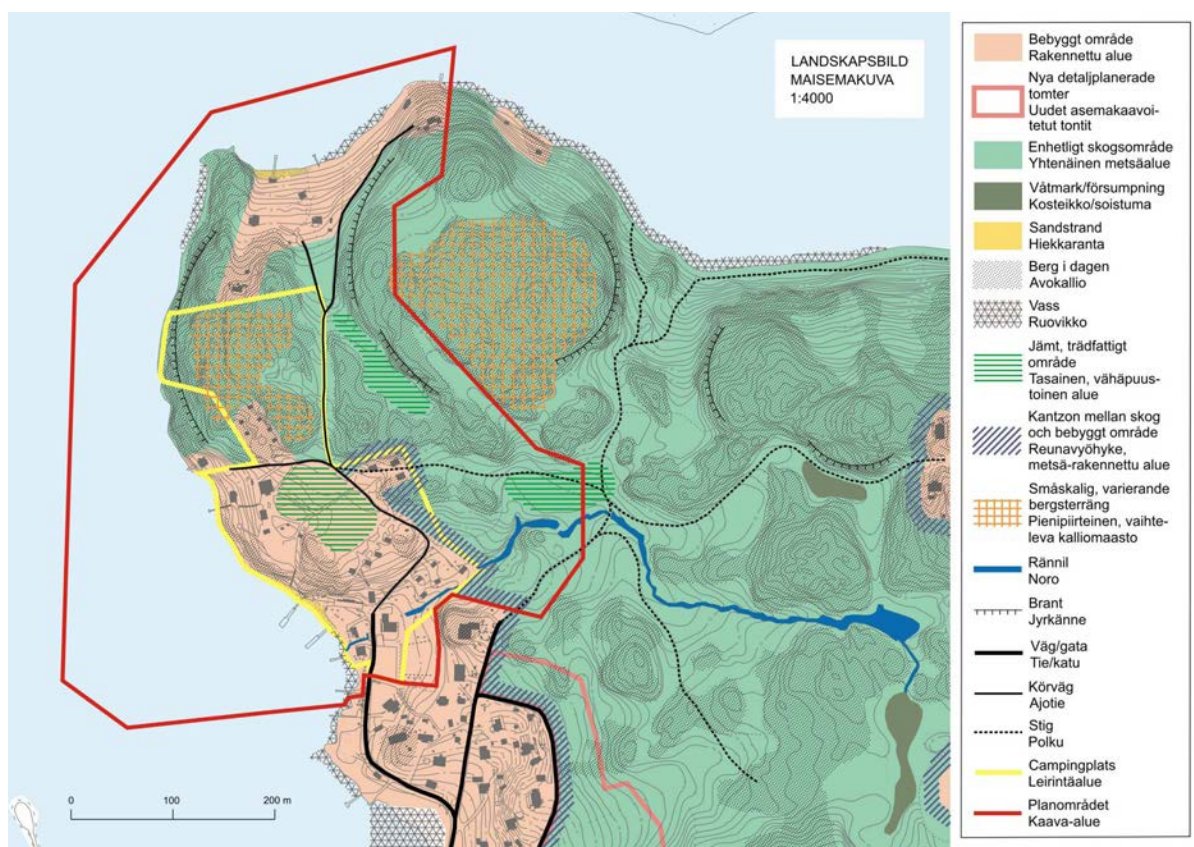 LANDSKAPSBILD
MAISEMAKUVA
1:4000
Bebyggt område
Rakennettu alue
Nya detaljplanerade
tomter
Uudet asemakaavoi-
tetut tontit
Enhetligt skogsområde
Yhtenäinen metsäalue
Våtmark/försumpning
Kosteikko/soistuma
Sandstrand
Hiekkaranta
Berg i dagen
Avokallio
Vass
Ruovikko
Jämt, trädfattigt
område
Tasainen, vähäpuus-
toinen alue
Kantzon mellan skog
och bebyggt område
Reunavyöhyke,
metsä-rakennettu alue
Småskalig, varierande
bergsterräng
Pienipiirteinen, vaihte-
leva kalliomaasto
Rännil
Noro
Brant
Jyrkänne
Väg/gata
Tie/katu
Körväg
Ajotie
Stig
Polku
Campingplats
Leirintäalue
Planområdet
Kaava-alue
0 100 200 m